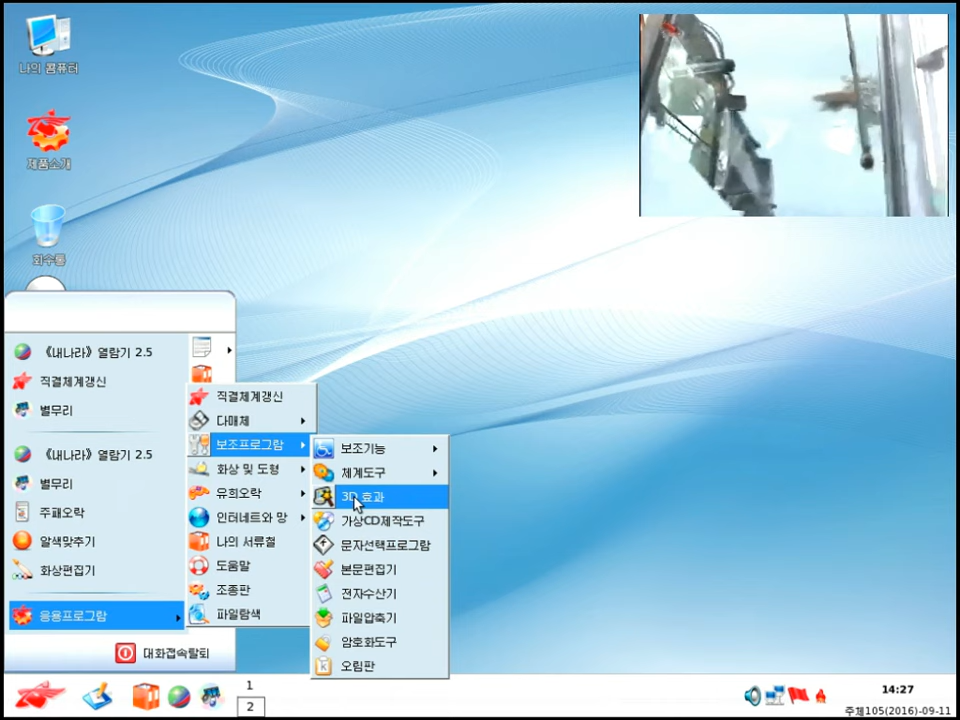 나의 콤퓨터
제품소개
회수통
《내나라》열람기 2.5
직결체계갱신
별무리
《내나라》열람기 2.5
별무리
주패오락
알색맞추기
화상편집기
응용프로그람
대화접속탈퇴
직결체계갱신
다매체
보조프로그람
화상 및 도형
유희오락
인터네트와 망
나의 서류철
도움말
조종판
파일탐색
보조기능
체계도구
3D 효과
가상CD제작도구
문자선택프로그람
본문편집기
전자수산기
파일압축기
암호화도구
오림판
1
2
14:27
주체105(2016)-09-11